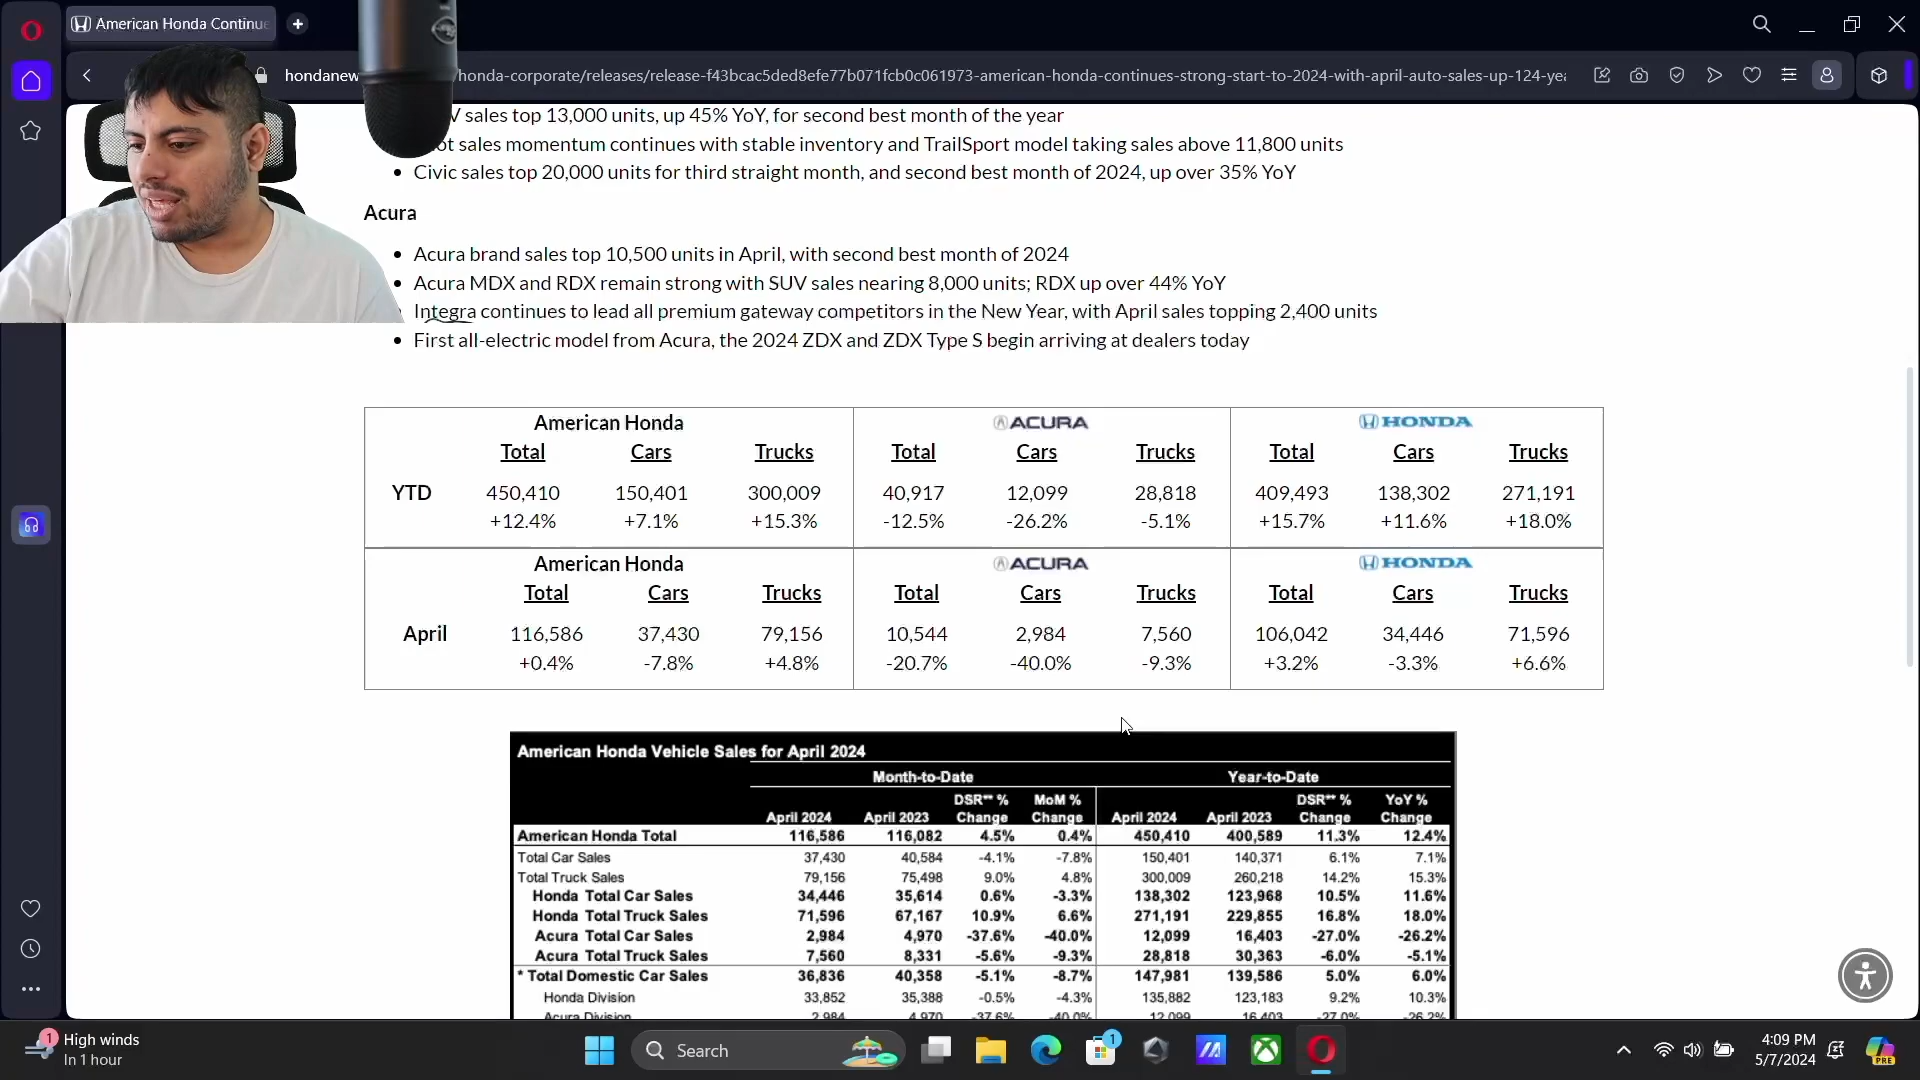 American Honda Continue
hondanew
honda-corporate/releases/release-f43bcac5ded8efe77b071fcb0c061973-american-honda-continues-strong-start-to-2024-with-april-auto-sales-up-124-yea
V sales top 13,000 units, up 45% YoY, for second best month of the year
sales momentum continues with stable inventory and TrailSport model taking sales above 11,800 units
Civic sales top 20,000 units for third straight month, and second best month of 2024, up over 35% YoY
Acura
Acura brand sales top 10,500 units in April, with second best month of 2024
Acura MDX and RDX remain strong with SUV sales nearing 8,000 units; RDX up over 44% YoY
Integra continues to lead all premium gateway competitors in the New Year, with April sales topping 2,400 units
First all-electric model from Acura, the 2024 ZDX and ZDX Type S begin arriving at dealers today
American Honda ACURA HONDA
Total Cars Trucks Total Cars Trucks Total Cars Trucks
YTD 450,410 150,401 300,009 40,917 12,099 28,818 409,493 138,302 271,191
+12.4% +7.1% +15.3% -12.5% -26.2% -5.1% +15.7% +11.6% +18.0%
American Honda ACURA HONDA
Total Cars Trucks Total Cars Trucks Total Cars Trucks
April 116,586 37,430 79,156 10,544 2,984 7,560 106,042 34,446 71,596
+0.4% -7.8% +4.8% -20.7% -40.0% -9.3% +3.2% -3.3% +6.6%
American Honda Vehicle Sales for April 2024
Month-to-Date Year-to-Date
DSR** % MoM % DSR** % YoY %
April 2024 April 2023 Change Change April 2024 April 2023 Change Change
American Honda Total 116,586 116,082 4.5% 0.4% 450,410 400,589 11.3% 12.4%
Total Car Sales 37,430 40,584 -4.1% -7.8% 150,401 140,371 6.1% 7.1%
Total Truck Sales 79,156 75,498 9.0% 4.8% 300,009 260,218 14.2% 15.3%
Honda Total Car Sales 34,446 35,614 0.6% -3.3% 138,302 123,968 10.5% 11.6%
Honda Total Truck Sales 71,596 67,167 10.9% 6.6% 271,191 229,855 16.8% 18.0%
Acura Total Car Sales 2,984 4,970 -37.6% -40.0% 12,099 16,403 -27.0% -26.2%
Acura Total Truck Sales 7,560 8,331 -5.6% -9.3% 28,818 30,363 -6.0% -5.1%
* Total Domestic Car Sales 36,836 40,358 -5.1% -8.7% 147,981 139,586 5.0% 6.0%
Honda Division 33,852 35,388 -0.5% -4.3% 135,882 123,183 9.2% 10.3%
Acura Division 2,984 4,970 -37.6% -40.0% 12,099 16,403 -27.0% -26.2%
1
High winds
In 1 hour
Search
1
PRE
4:09 PM
5/7/2024